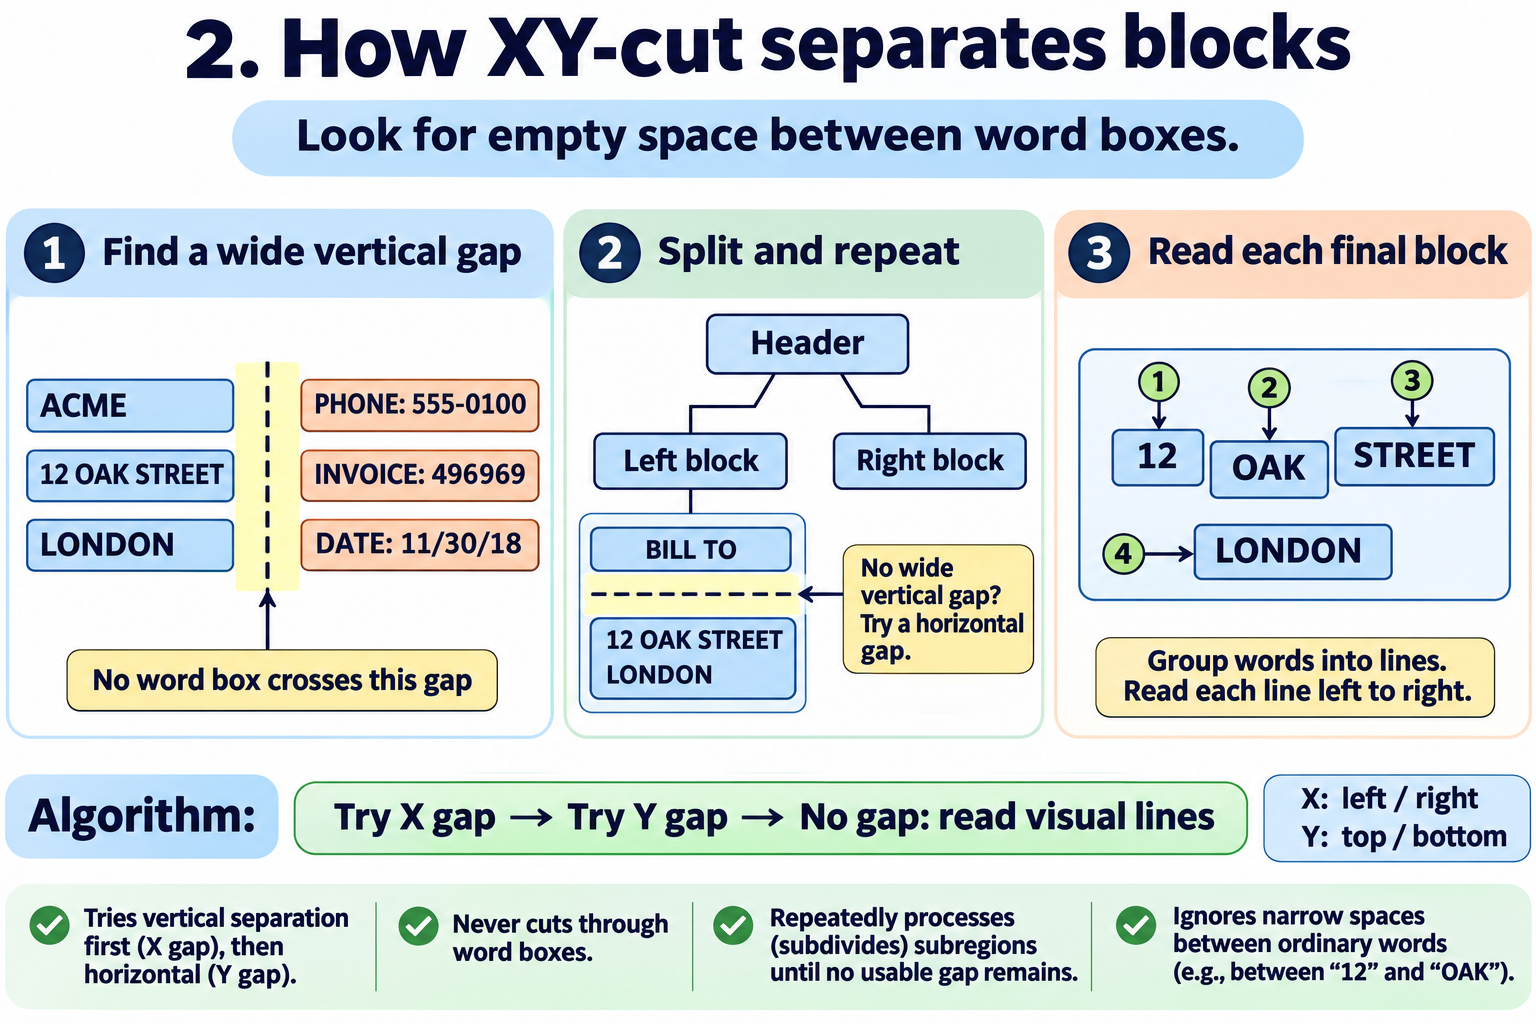 2. How XY-cut separates blocks
Look for empty space between word boxes.
1 Find a wide vertical gap
ACME
12 OAK STREET
LONDON
PHONE: 555-0100
INVOICE: 496969
DATE: 11/30/18
No word box crosses this gap
2 Split and repeat
Header
Left block
Right block
BILL TO
12 OAK STREET
LONDON
No wide
vertical gap?
Try a horizontal
gap.
3 Read each final block
1 2 3
12 OAK STREET
4 LONDON
Group words into lines.
Read each line left to right.
Algorithm:
Try X gap → Try Y gap → No gap: read visual lines
X: left / right
Y: top / bottom
Tries vertical separation
first (X gap), then
horizontal (Y gap).
Never cuts through
word boxes.
Repeatedly processes
(subdivides) subregions
until no usable gap remains.
Ignores narrow spaces
between ordinary words
(e.g., between “12” and “OAK”).